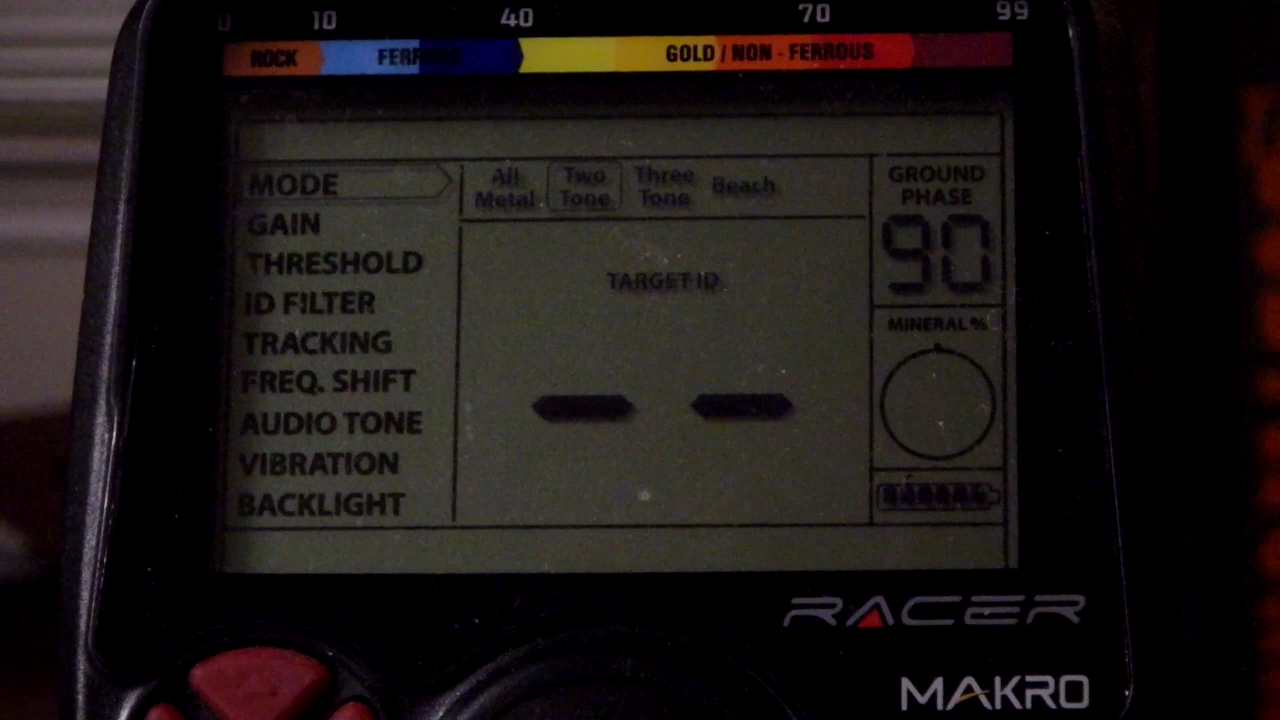 0 10 40 70 99
ROCK FERROUS GOLD / NON - FERROUS
MODE
GAIN
THRESHOLD
ID FILTER
TRACKING
FREQ. SHIFT
AUDIO TONE
VIBRATION
BACKLIGHT
All Metal
Two Tone
Three Tone
Beach
TARGET ID
- -
GROUND
PHASE
90
MINERAL %
RACER
MAKRO